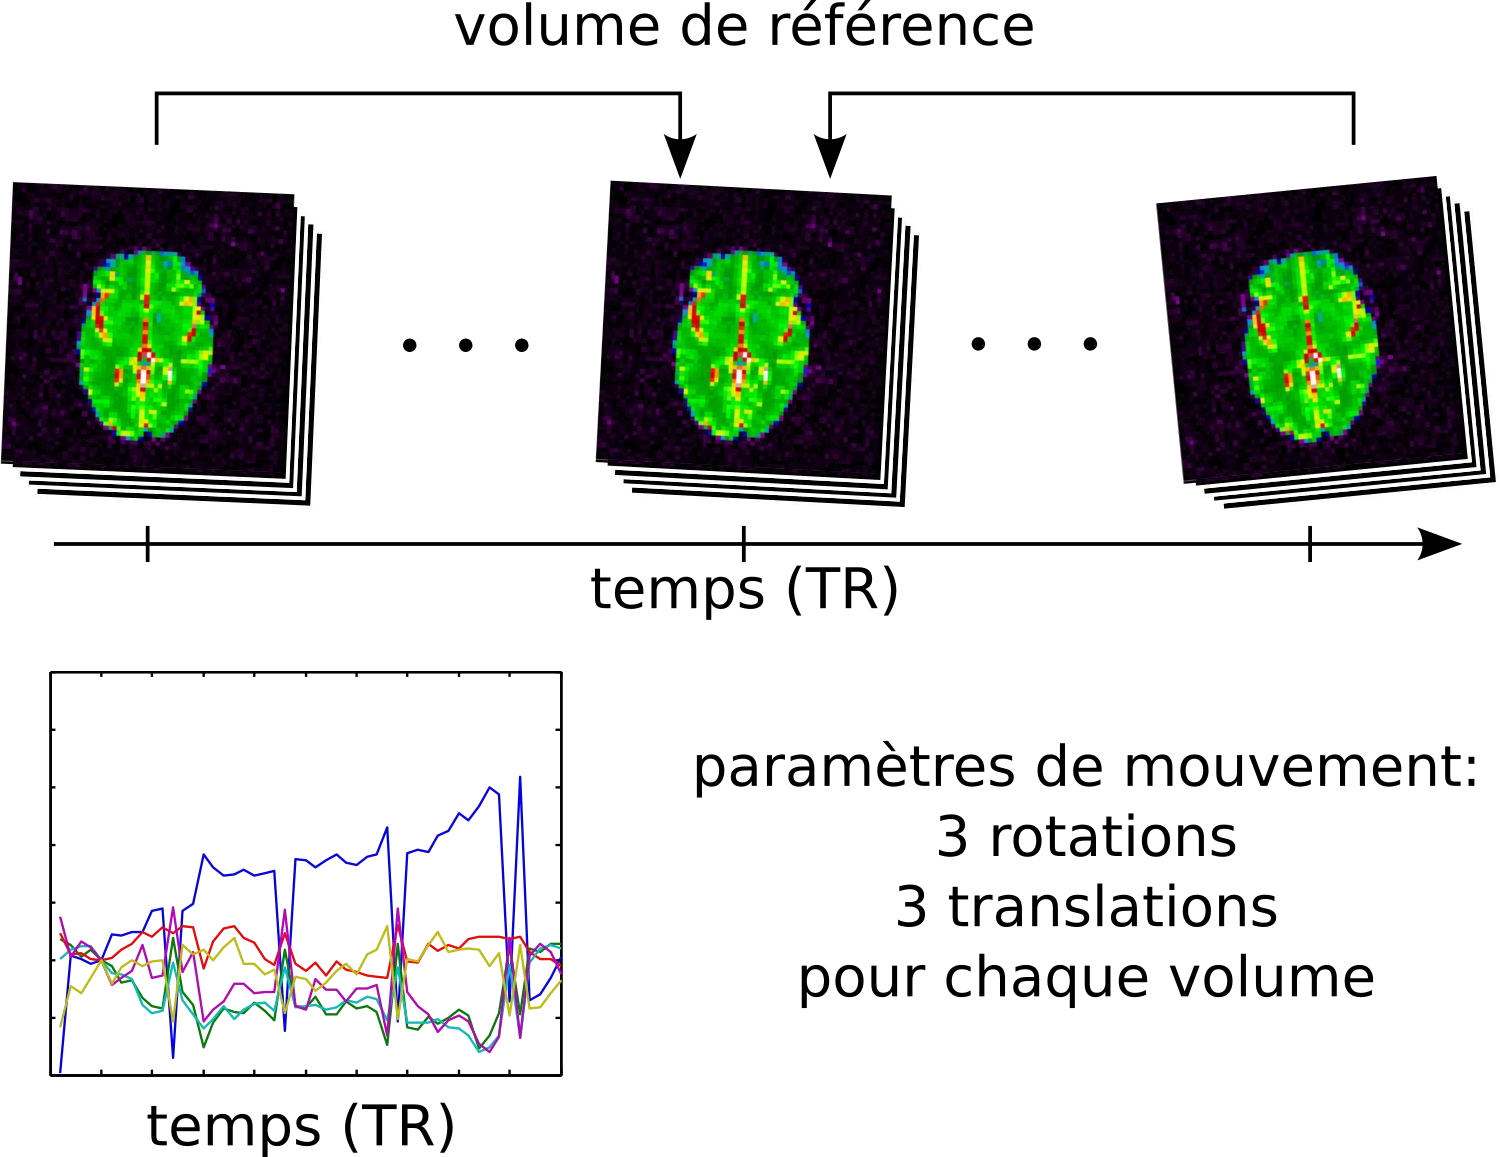 volume de référence
temps (TR)
paramètres de mouvement:
3 rotations
3 translations
pour chaque volume
temps (TR)